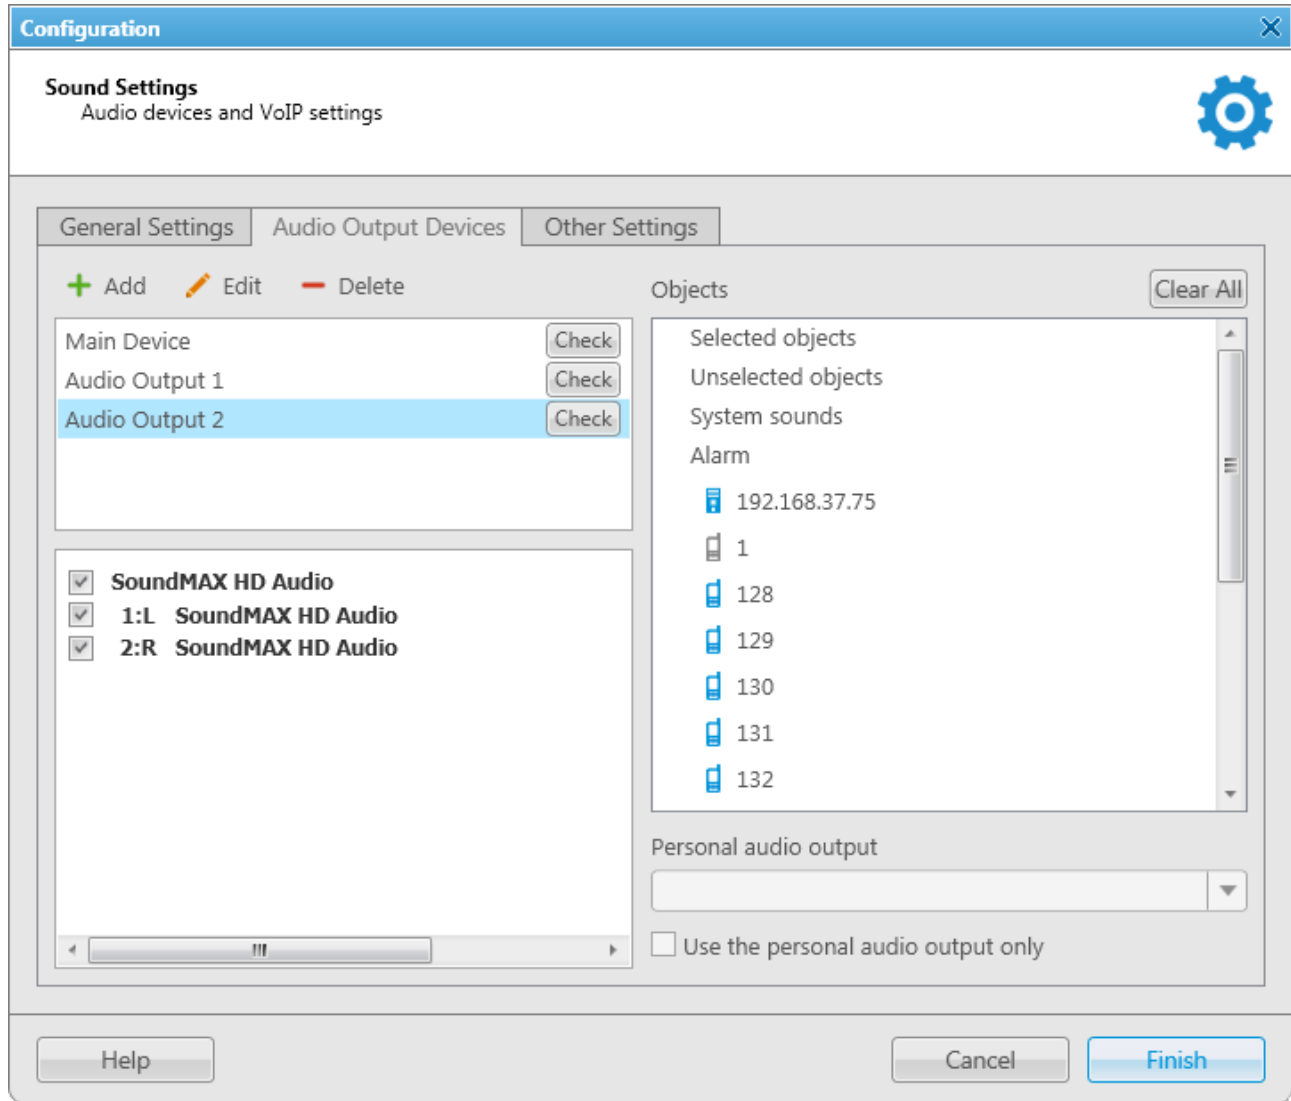 Configuration
Sound Settings
Audio devices and VoIP settings
General Settings
Audio Output Devices
Other Settings
Add
Edit
Delete
Main Device
Check
Audio Output 1
Check
Audio Output 2
Check
SoundMAX HD Audio
1:L SoundMAX HD Audio
2:R SoundMAX HD Audio
Objects
Clear All
Selected objects
Unselected objects
System sounds
Alarm
192.168.37.75
1
128
129
130
131
132
Personal audio output
Use the personal audio output only
Help
Cancel
Finish